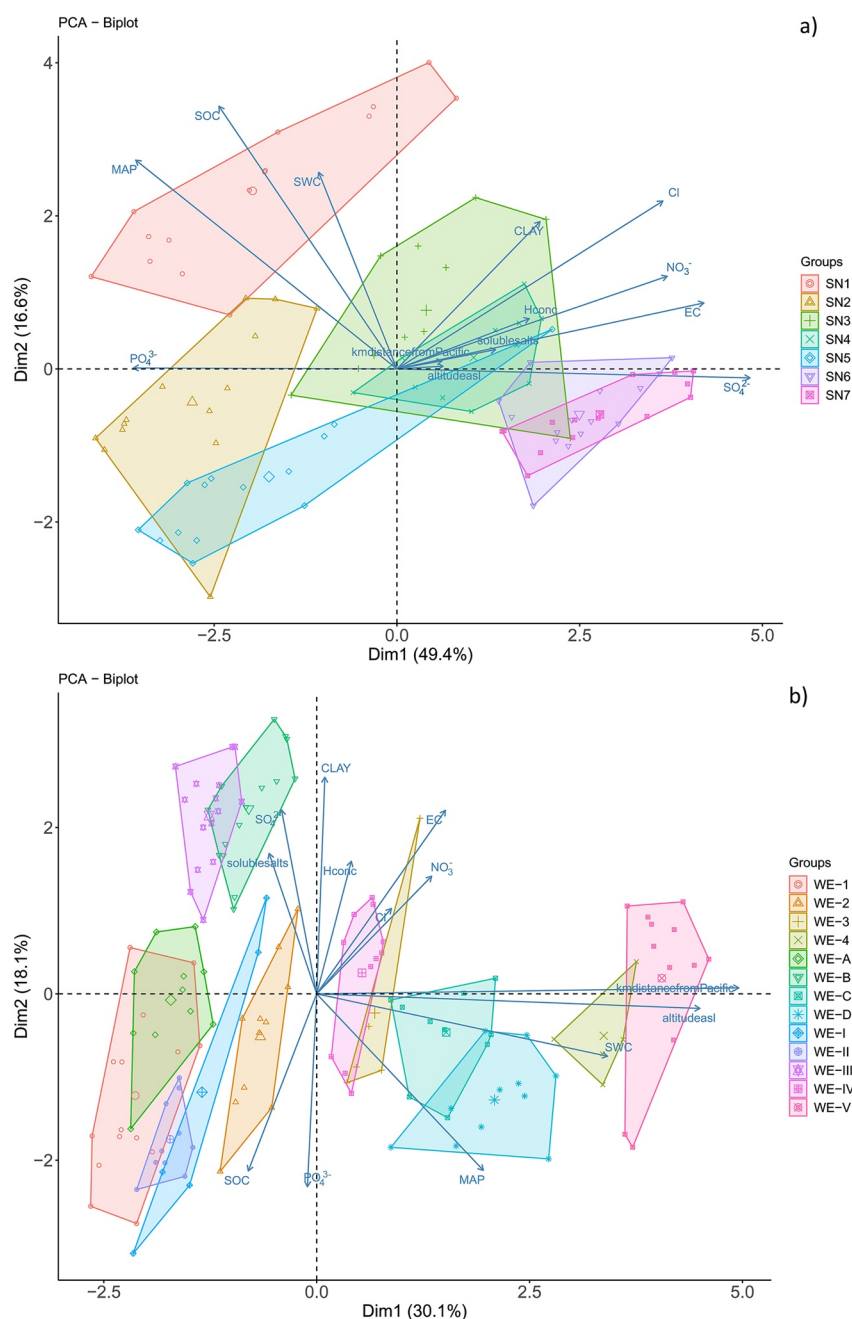 PCA − Biplot
a)
4
SOC
MAP
SWC
Cl
CLAY
NO₃⁻
EC
Hconc
solublesalts
kmdistancefromPacific
PO₄³⁻
altitudeasl
SO₄²⁻
2
0
−2
Dim2 (16.6%)
−2.5
0.0
2.5
5.0
Dim1 (49.4%)
Groups
SN1
SN2
SN3
SN4
SN5
SN6
SN7
PCA − Biplot
b)
CLAY
SO₄²⁻
EC
solublesalts
Hconc
NO₃⁻
Cl
kmdistancefromPacific
altitudeasl
SWC
SOC
PO₄³⁻
MAP
2
0
−2
Dim2 (18.1%)
−2.5
0.0
2.5
5.0
Dim1 (30.1%)
Groups
WE−1
WE−2
WE−3
WE−4
WE−A
WE−B
WE−C
WE−D
WE−I
WE−II
WE−III
WE−IV
WE−V